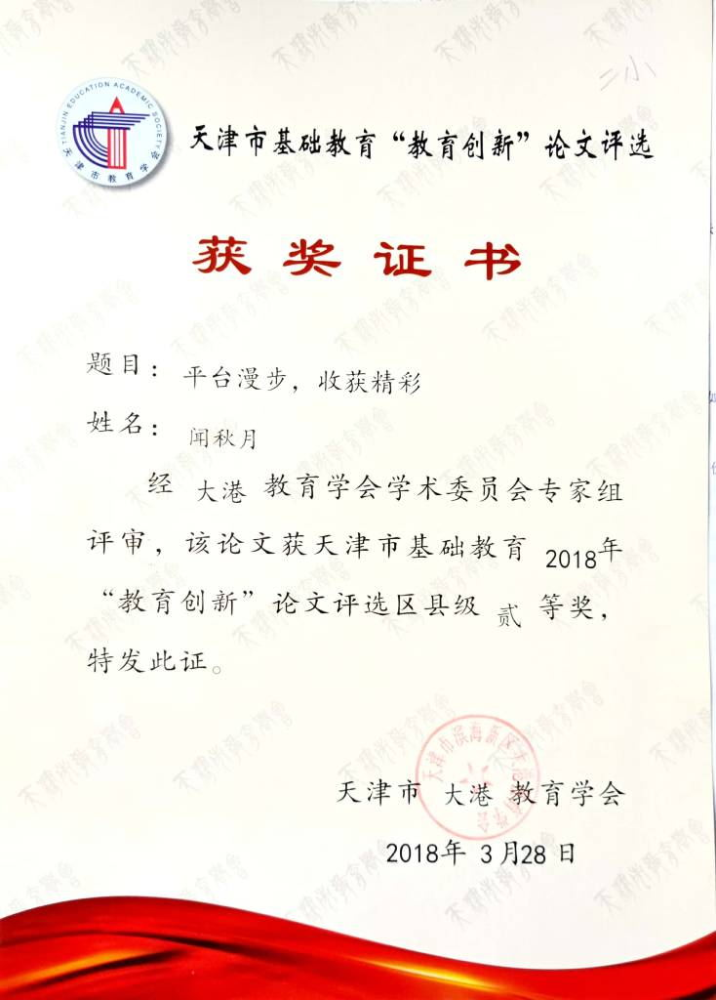 二小
TIANJIN EDUCATION ACADEMIC SOCIETY
天津市教育学会
天津市基础教育“教育创新”论文评选
获奖证书
题目：平台漫步，收获精彩
姓名：闻秋月
经 大港 教育学会学术委员会专家组
评审，该论文获天津市基础教育 2018年
“教育创新”论文评选区县级 贰 等奖，
特发此证。
天津市滨海新区大港教育学会
天津市 大港 教育学会
2018年 3月28日